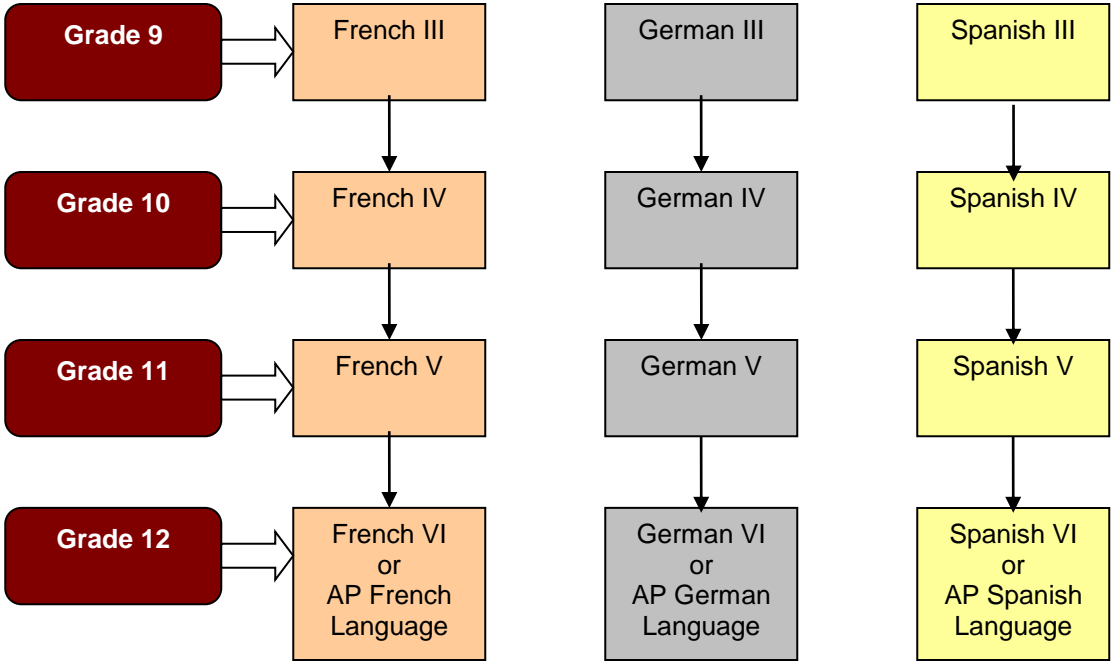 Grade 9
French III
German III
Spanish III
Grade 10
French IV
German IV
Spanish IV
Grade 11
French V
German V
Spanish V
Grade 12
French VI
or
AP French
Language
German VI
or
AP German
Language
Spanish VI
or
AP Spanish
Language